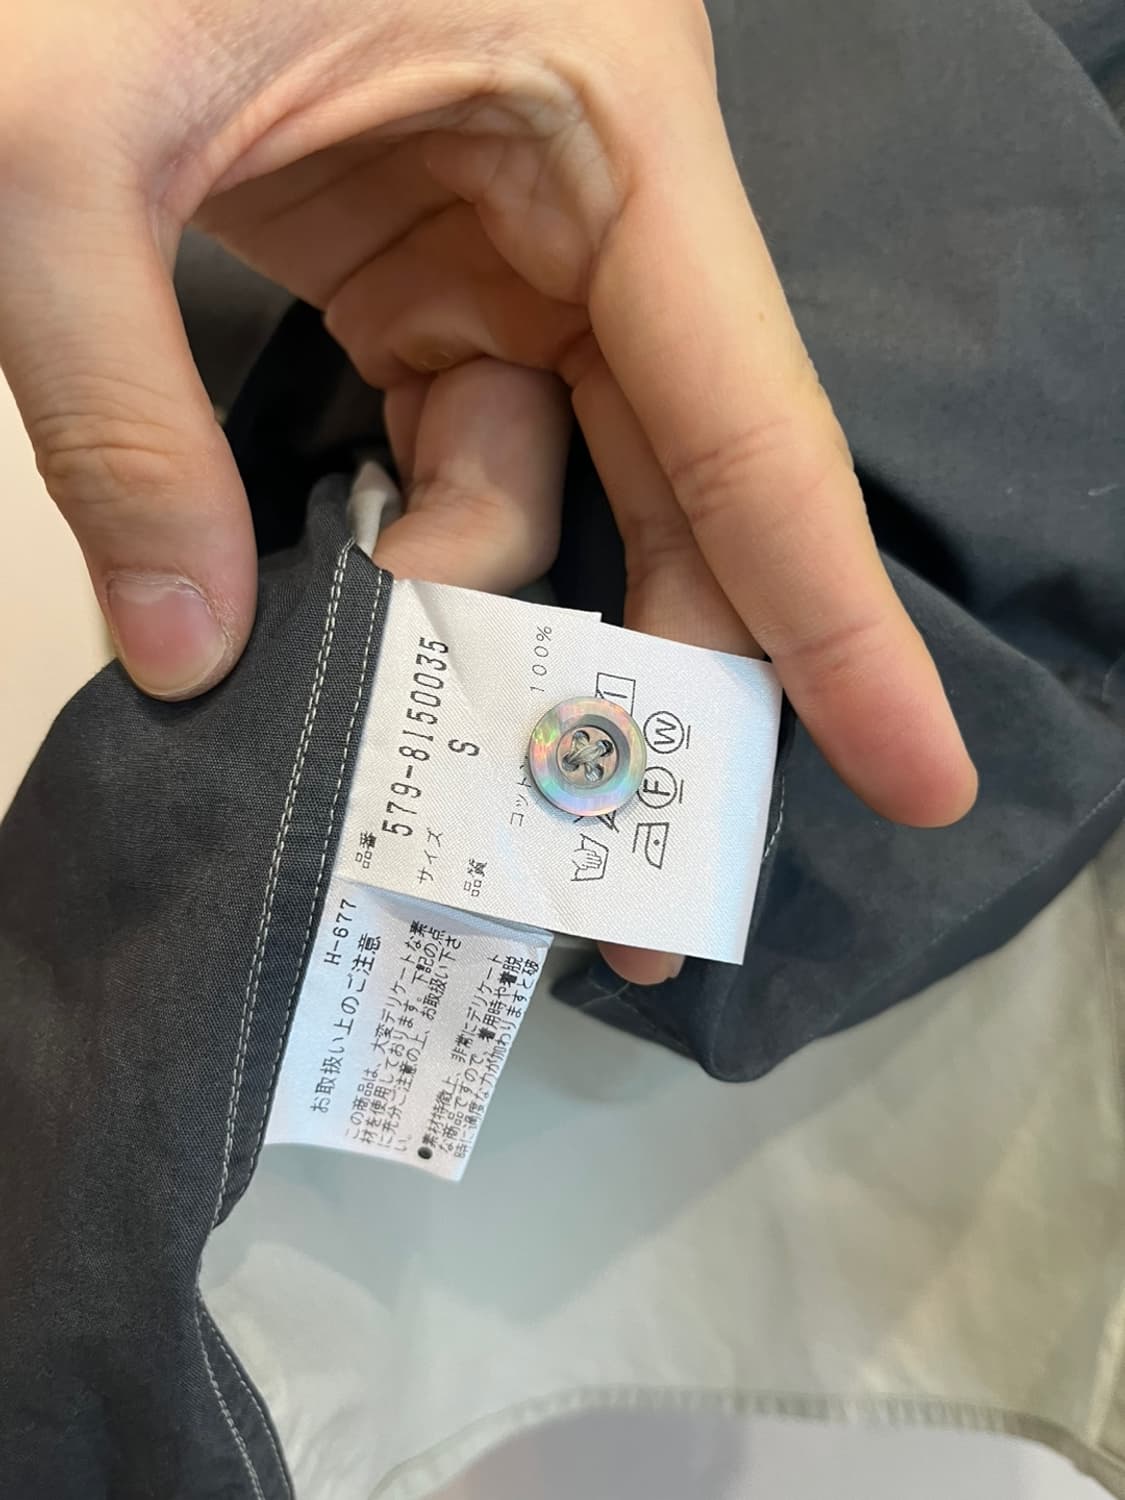 品番
579-8150035
サイズ S
品質
コット 100%
W
F
H-677
お取扱い上のご注意
この商品は、大変デリケートな素
材を使用しております。下記の点
に充分ご注意の上、お取扱い下さ
い。
●素材特徴上、非常にデリケート
な商品ですので、着用時や着脱
時に過度な力が加わりますと破